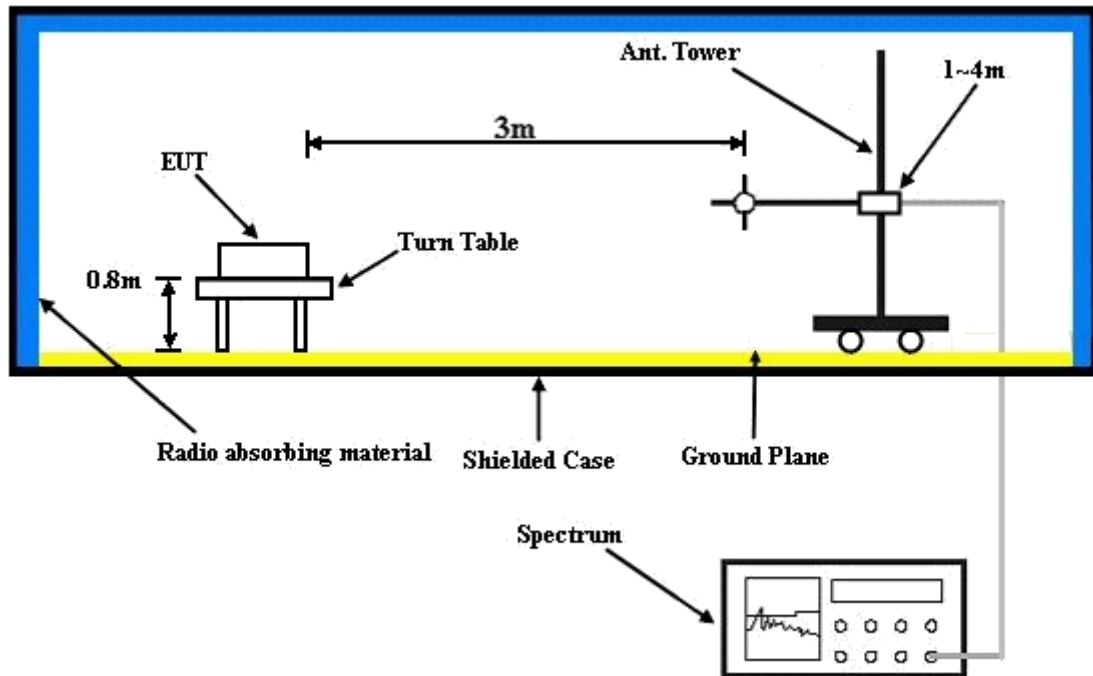 Ant. Tower
1~4m
3m
EUT
Turn Table
0.8m
Radio absorbing material
Shielded Case
Ground Plane
Spectrum